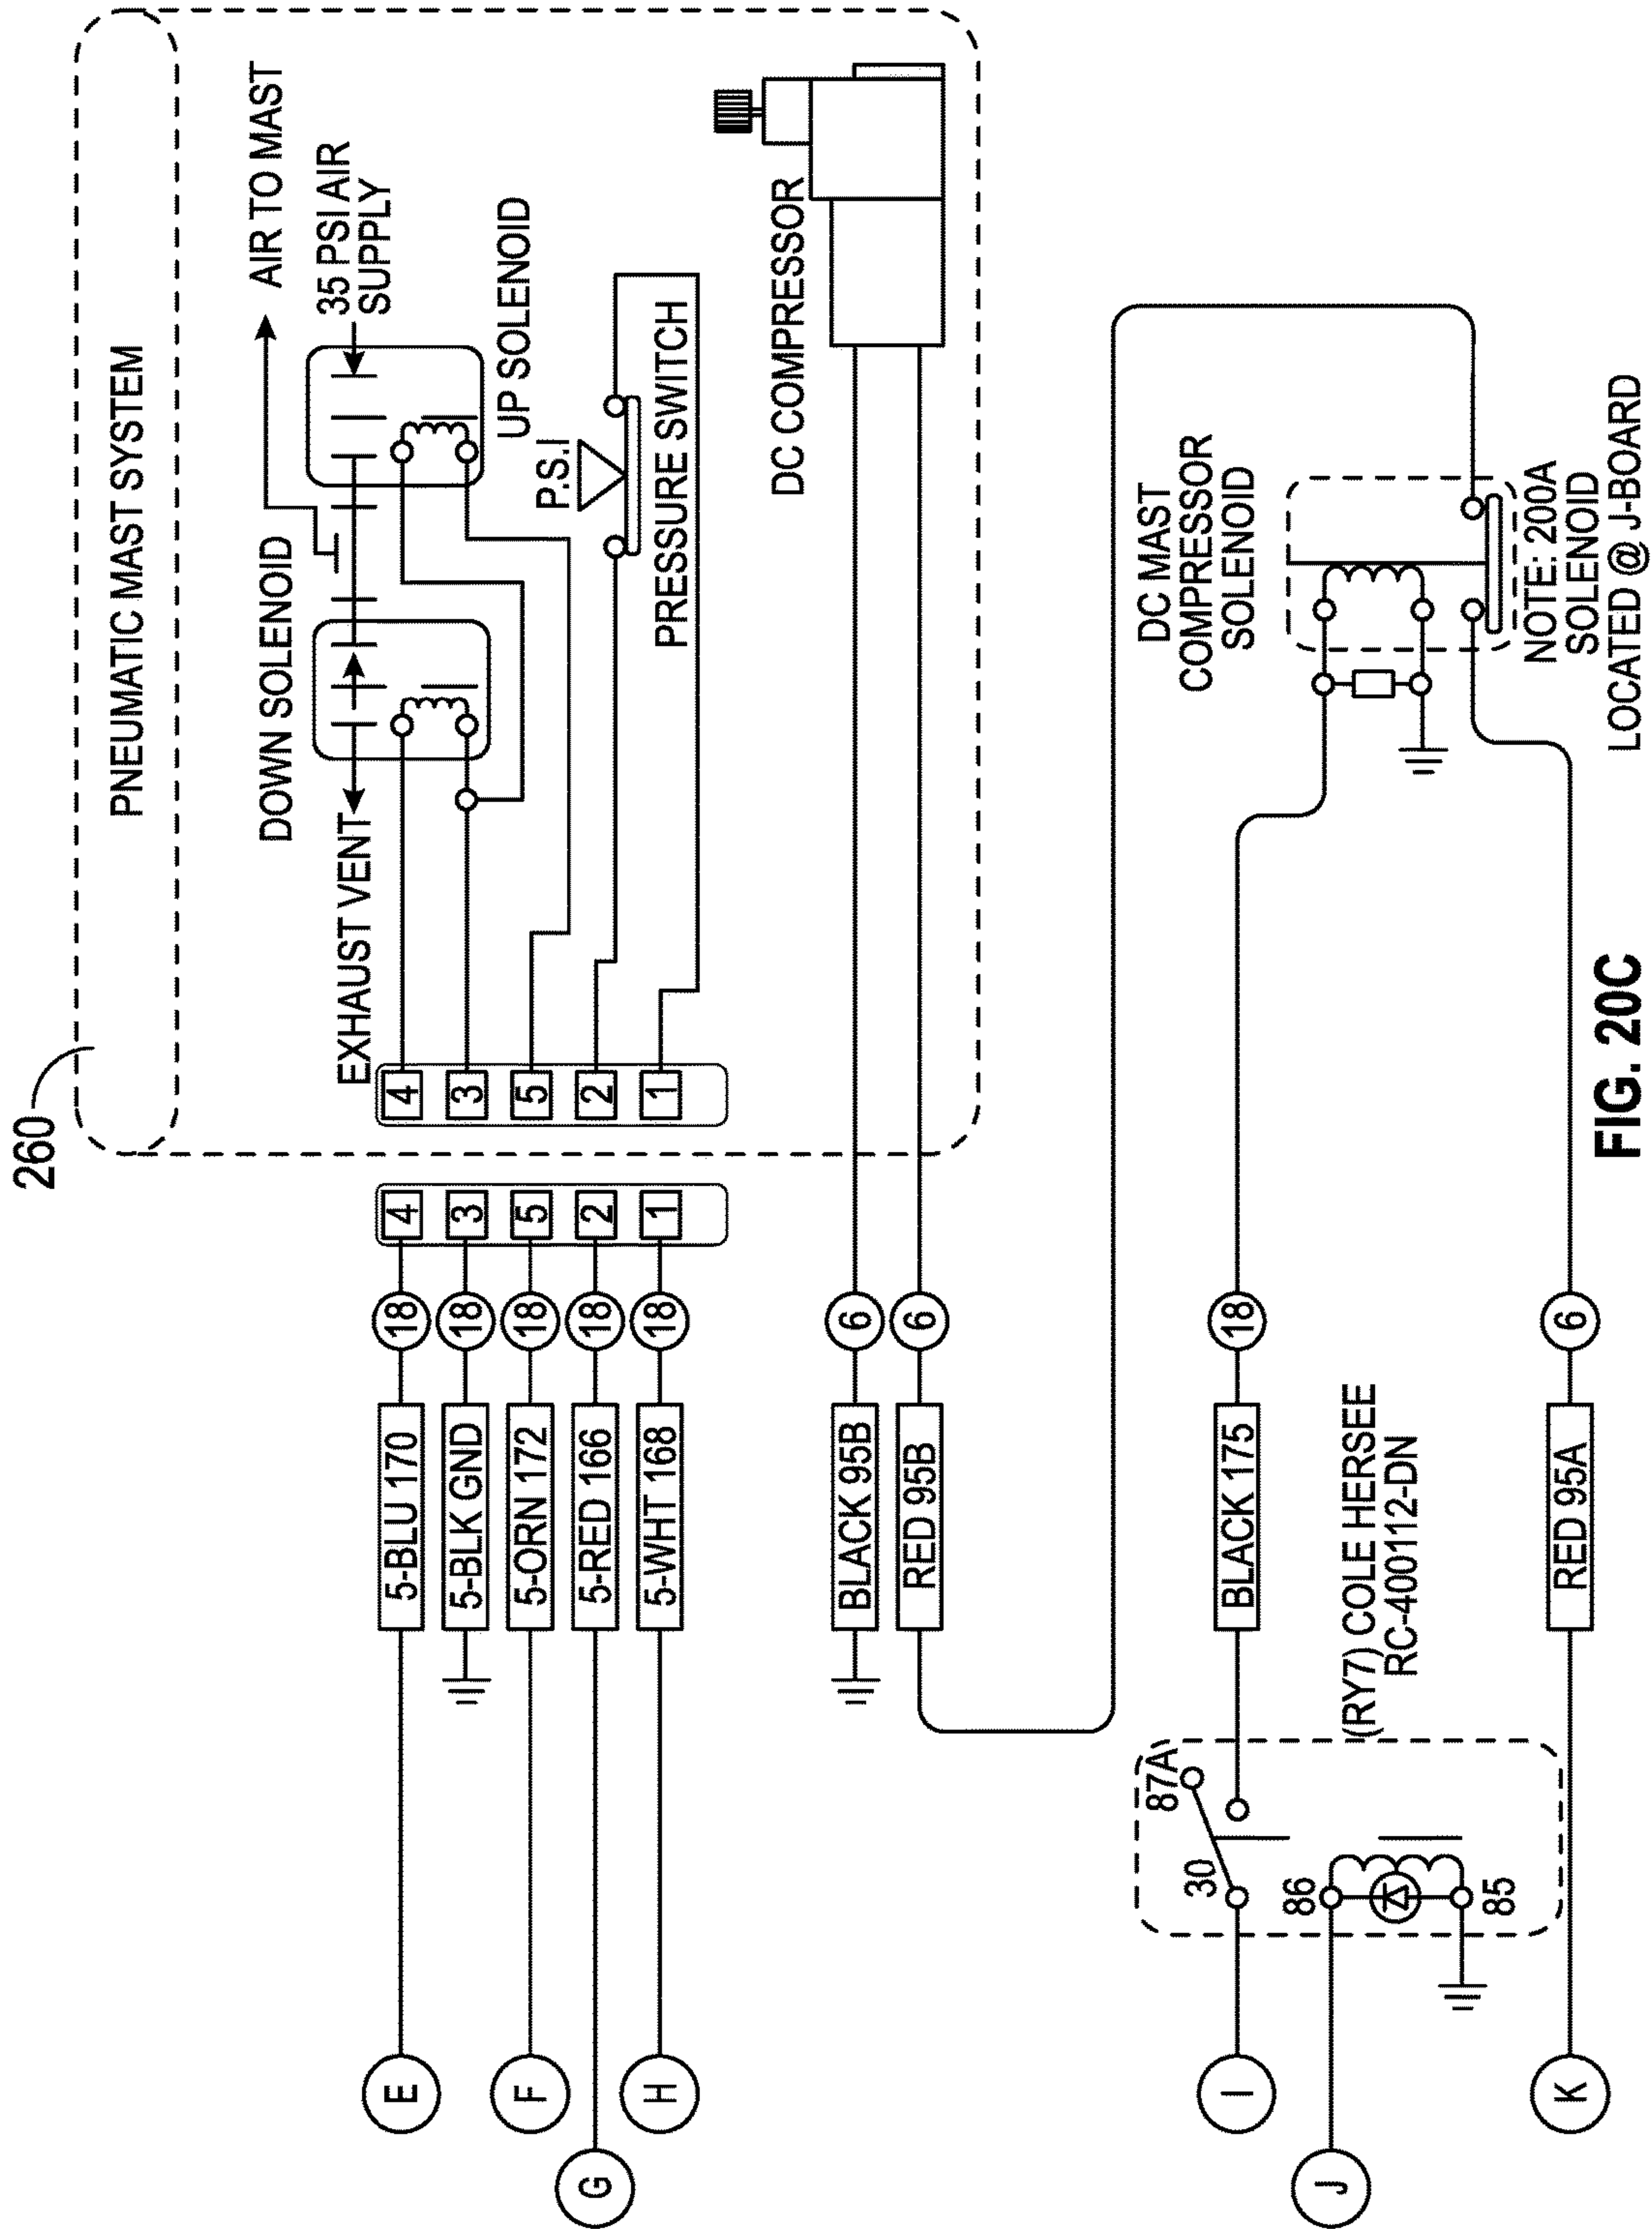 260
PNEUMATIC MAST SYSTEM
AIR TO MAST
35 PSI AIR
SUPPLY
DOWN SOLENOID
EXHAUST VENT
UP SOLENOID
P.S.I
PRESSURE SWITCH
DC COMPRESSOR
4
3
5
2
1
4
3
5
2
1
E
5-BLU 170
18
5-BLK GND
18
F
5-ORN 172
18
G
5-RED 166
18
H
5-WHT 168
18
BLACK 95B
6
RED 95B
6
DC MAST
COMPRESSOR
SOLENOID
I
30
87A
BLACK 175
18
J
86
85
(RY7) COLE HERSEE
RC-400112-DN
K
RED 95A
6
NOTE: 200A
SOLENOID
LOCATED @ J-BOARD
FIG. 20C